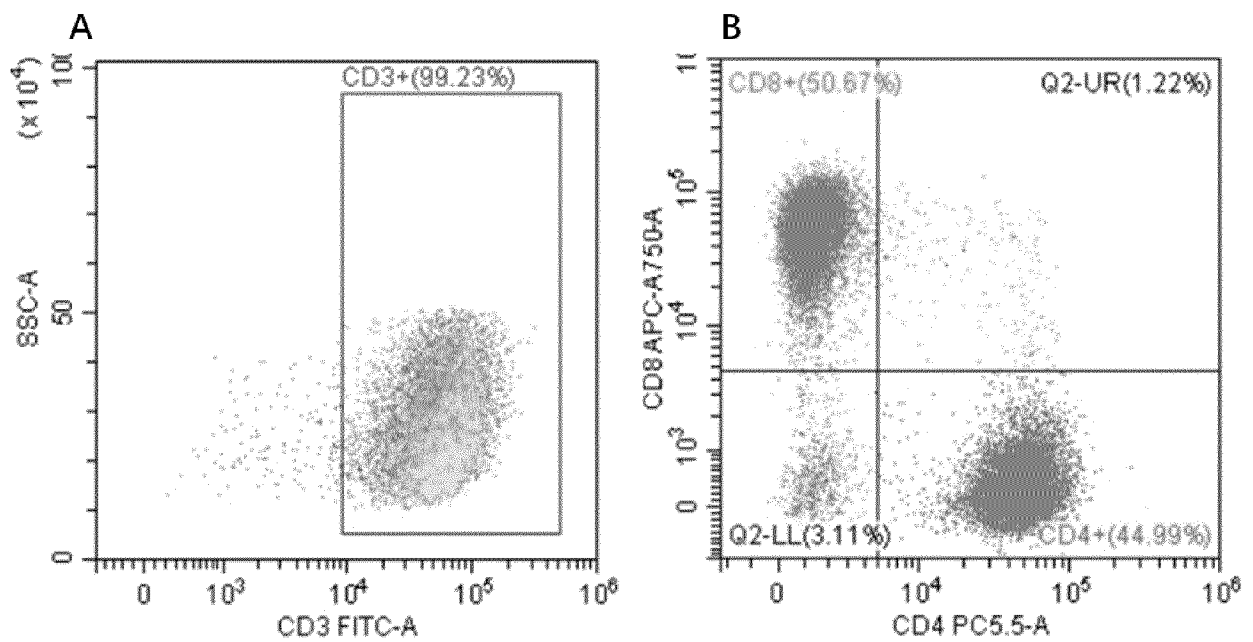 A
CD3+(99.23%)
(x 10⁴)
SSC-A
50
0
0
10³
10⁴
10⁵
10⁶
CD3 FITC-A
B
CD8+(50.67%)
Q2-UR(1.22%)
CD8 APC-A750-A
10⁵
10⁴
10³
0
Q2-LL(3.11%)
CD4+(44.99%)
0
10⁴
10⁵
10⁶
CD4 PC5.5-A